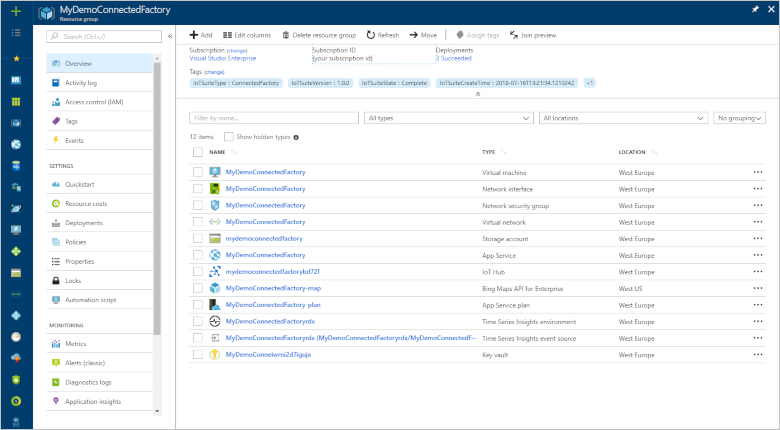 MyDemoConnectedFactory
Resource group
Search (Ctrl+/)
Overview
Activity log
Access control (IAM)
Tags
Events
SETTINGS
Quickstart
Resource costs
Deployments
Policies
Properties
Locks
Automation script
MONITORING
Metrics
Alerts (classic)
Diagnostics logs
Application insights
Add Edit columns Delete resource group Refresh Move Assign tags Join preview
Subscription (change) Subscription ID Deployments
Visual Studio Enterprise (your subscription id) 3 Succeeded
Tags (change)
IoTSuiteType : ConnectedFactory IoTSuiteVersion : 1.0.0 IoTSuiteState : Complete IoTSuiteCreateTime : 2018-07-16T13:21:34.121024Z +1
Filter by name... All types All locations No grouping
12 items Show hidden types
NAME TYPE LOCATION
MyDemoConnectedFactory Virtual machine West Europe
MyDemoConnectedFactory Network interface West Europe
MyDemoConnectedFactory Network security group West Europe
MyDemoConnectedFactory Virtual network West Europe
mydemoconnectedfactory Storage account West Europe
MyDemoConnectedFactory App Service West Europe
mydemoconnectedfactorybd72f IoT Hub West Europe
MyDemoConnectedFactory-map Bing Maps API for Enterprise West US
MyDemoConnectedFactory-plan App Service plan West Europe
MyDemoConnectedFactoryrdx Time Series Insights environment West Europe
MyDemoConnectedFactoryrdx (MyDemoConnectedFactoryrdx/MyDemoConnectedF··· Time Series Insights event source West Europe
Key vault West Europe